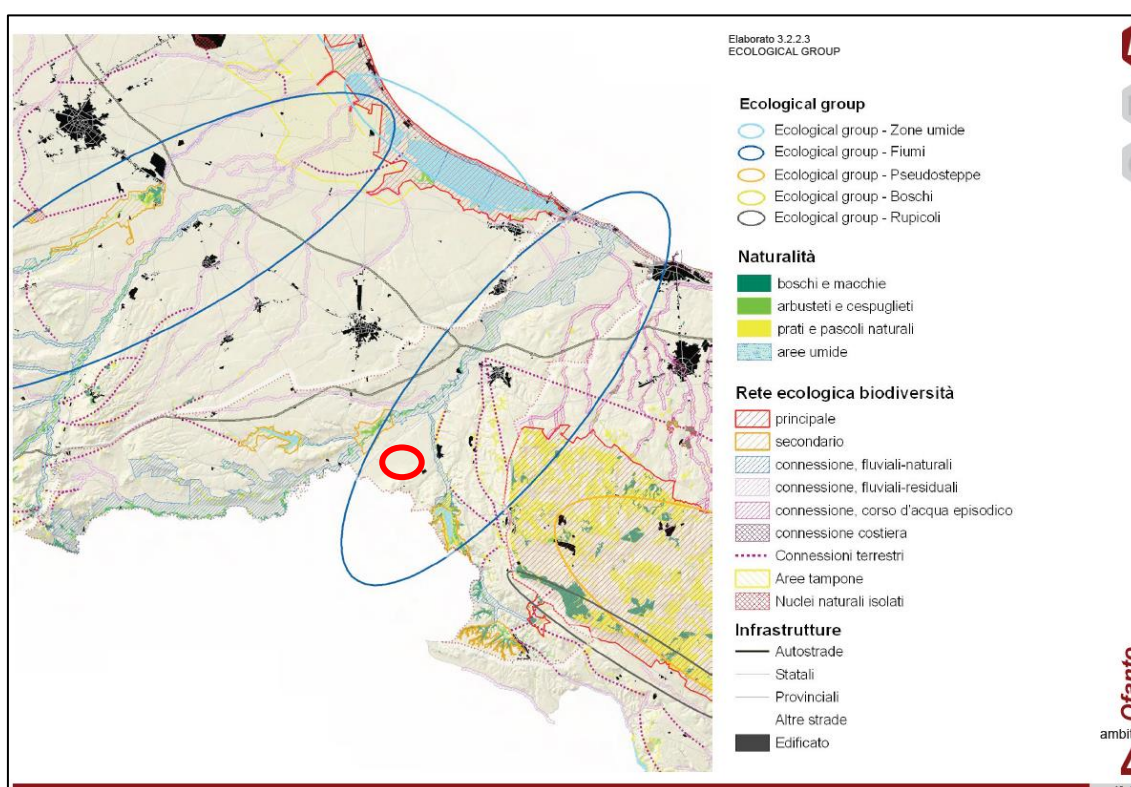 Elaborato 3.2.2.3
ECOLOGICAL GROUP
Ecological group
Ecological group - Zone umide
Ecological group - Fiumi
Ecological group - Pseudosteppe
Ecological group - Boschi
Ecological group - Rupicoli
Naturalità
boschi e macchie
arbusteti e cespuglieti
prati e pascoli naturali
aree umide
Rete ecologica biodiversità
principale
secondario
connessione, fluviali-naturali
connessione, fluviali-residuali
connessione, corso d'acqua episodico
connessione costiera
Connessioni terrestri
Aree tampone
Nuclei naturali isolati
Infrastrutture
Autostrade
Statali
Provinciali
Altre strade
Edificato
Ofanto
ambit